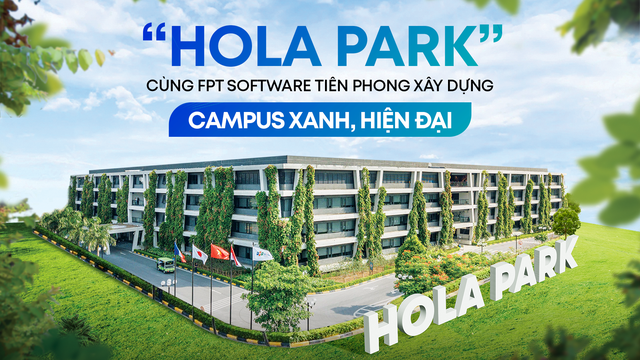 “HOLA PARK”
CÙNG FPT SOFTWARE TIÊN PHONG XÂY DỰNG
CAMPUS XANH, HIỆN ĐẠI
HOLA PARK